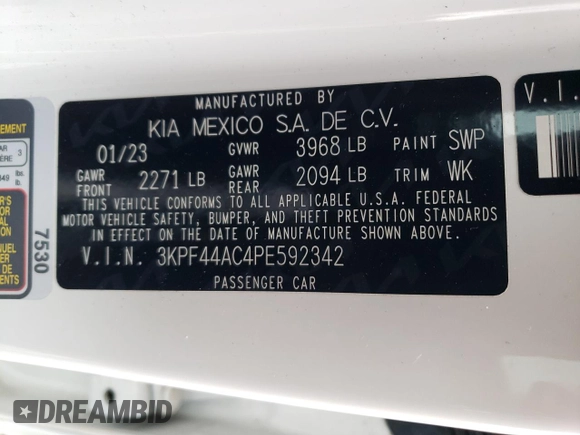 MANUFACTURED BY
KIA MEXICO S.A. DE C.V.
01/23 GVWR 3968 LB PAINT SWP
GAWR FRONT 2271 LB GAWR REAR 2094 LB TRIM WK
THIS VEHICLE CONFORMS TO ALL APPLICABLE U.S.A. FEDERAL
MOTOR VEHICLE SAFETY, BUMPER, AND THEFT PREVENTION STANDARDS
IN EFFECT ON THE DATE OF MANUFACTURE SHOWN ABOVE.
V.I.N. 3KPF44AC4PE592342
PASSENGER CAR
V.I.
7530
3
lbs.
DREAMBID